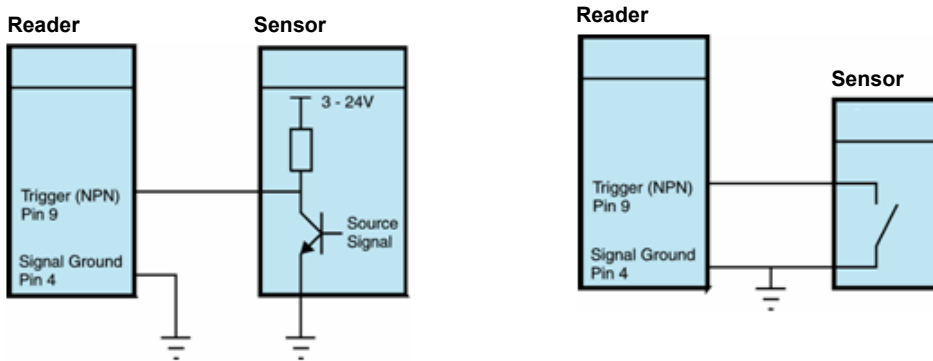 Reader
Sensor
3 - 24V
Trigger (NPN)
Pin 9
Source
Signal
Signal Ground
Pin 4
Reader
Sensor
Trigger (NPN)
Pin 9
Signal Ground
Pin 4